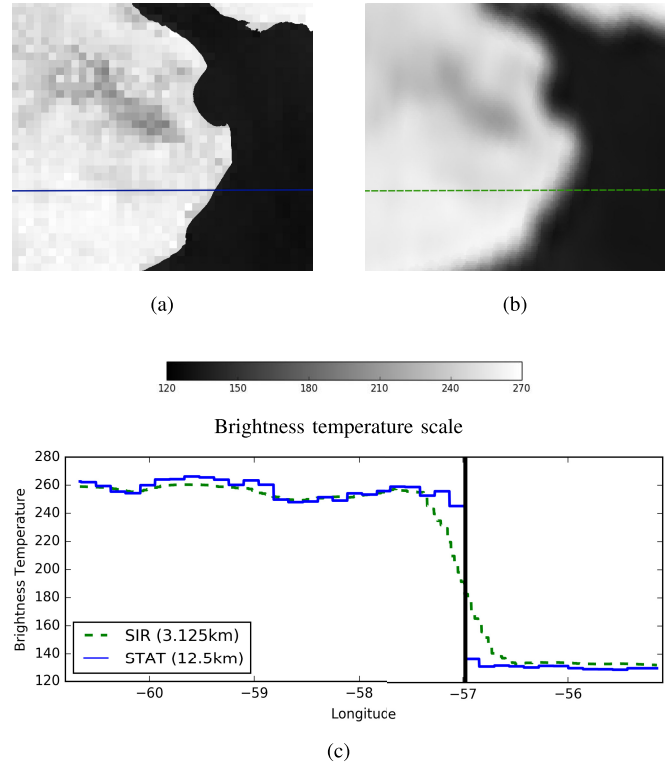 (a)
(b)
120 150 180 210 240 270
Brightness temperature scale
280
260
240
220
200
180
160
140
120
Brightness Temperature
SIR (3.125km)
STAT (12.5km)
−60 −59 −58 −57 −56
Longitude
(c)